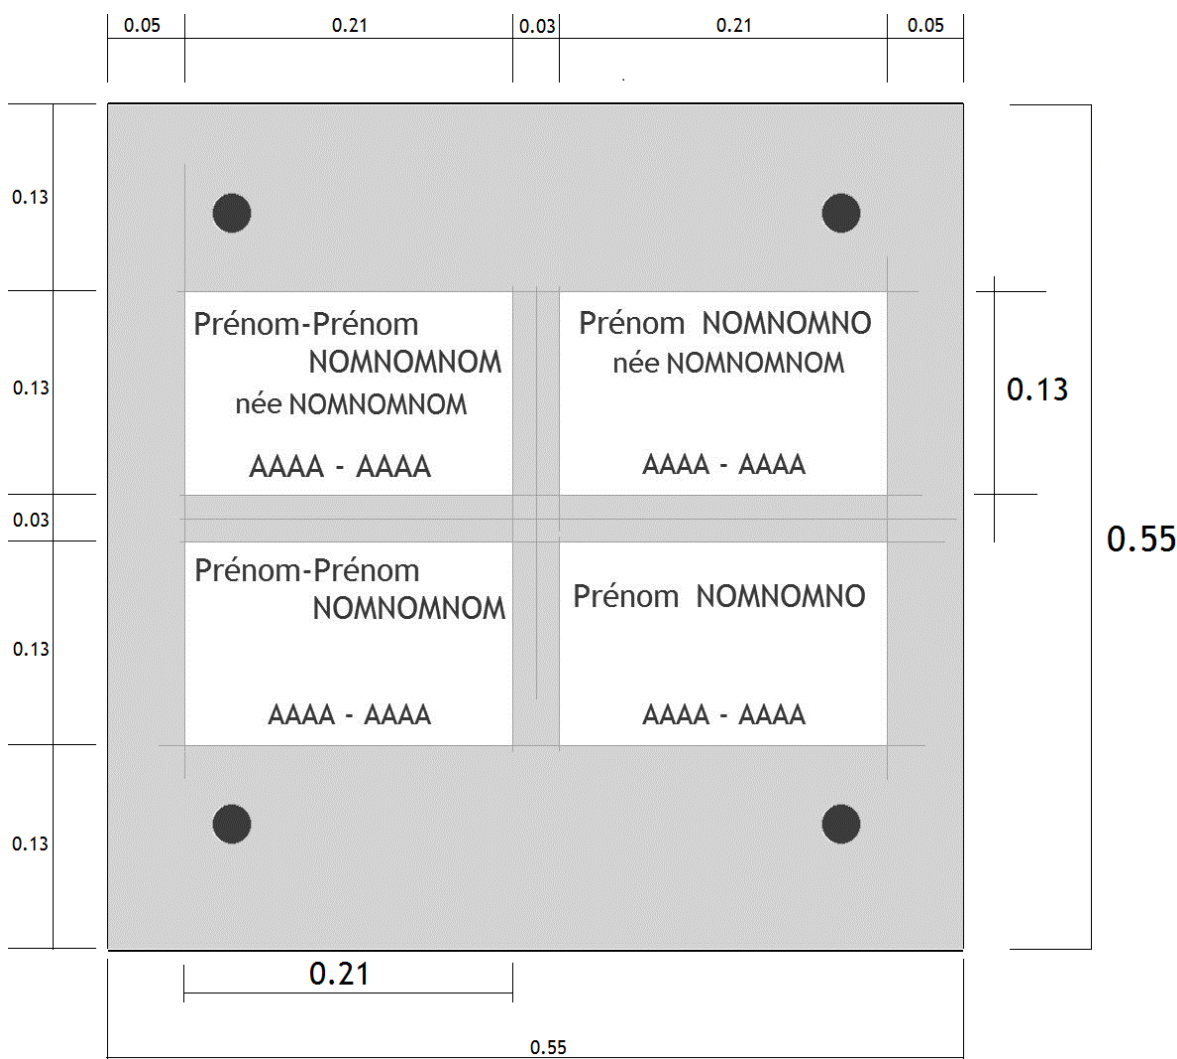 0.05 0.21 0.03 0.21 0.05
0.13
Prénom-Prénom
NOMNOMNOM
née NOMNOMNOM
AAAA - AAAA
Prénom NOMNOMNO
née NOMNOMNOM
AAAA - AAAA
0.13
0.13
0.03
0.55
Prénom-Prénom
NOMNOMNOM
AAAA - AAAA
Prénom NOMNOMNO
AAAA - AAAA
0.13
0.13
0.21
0.55